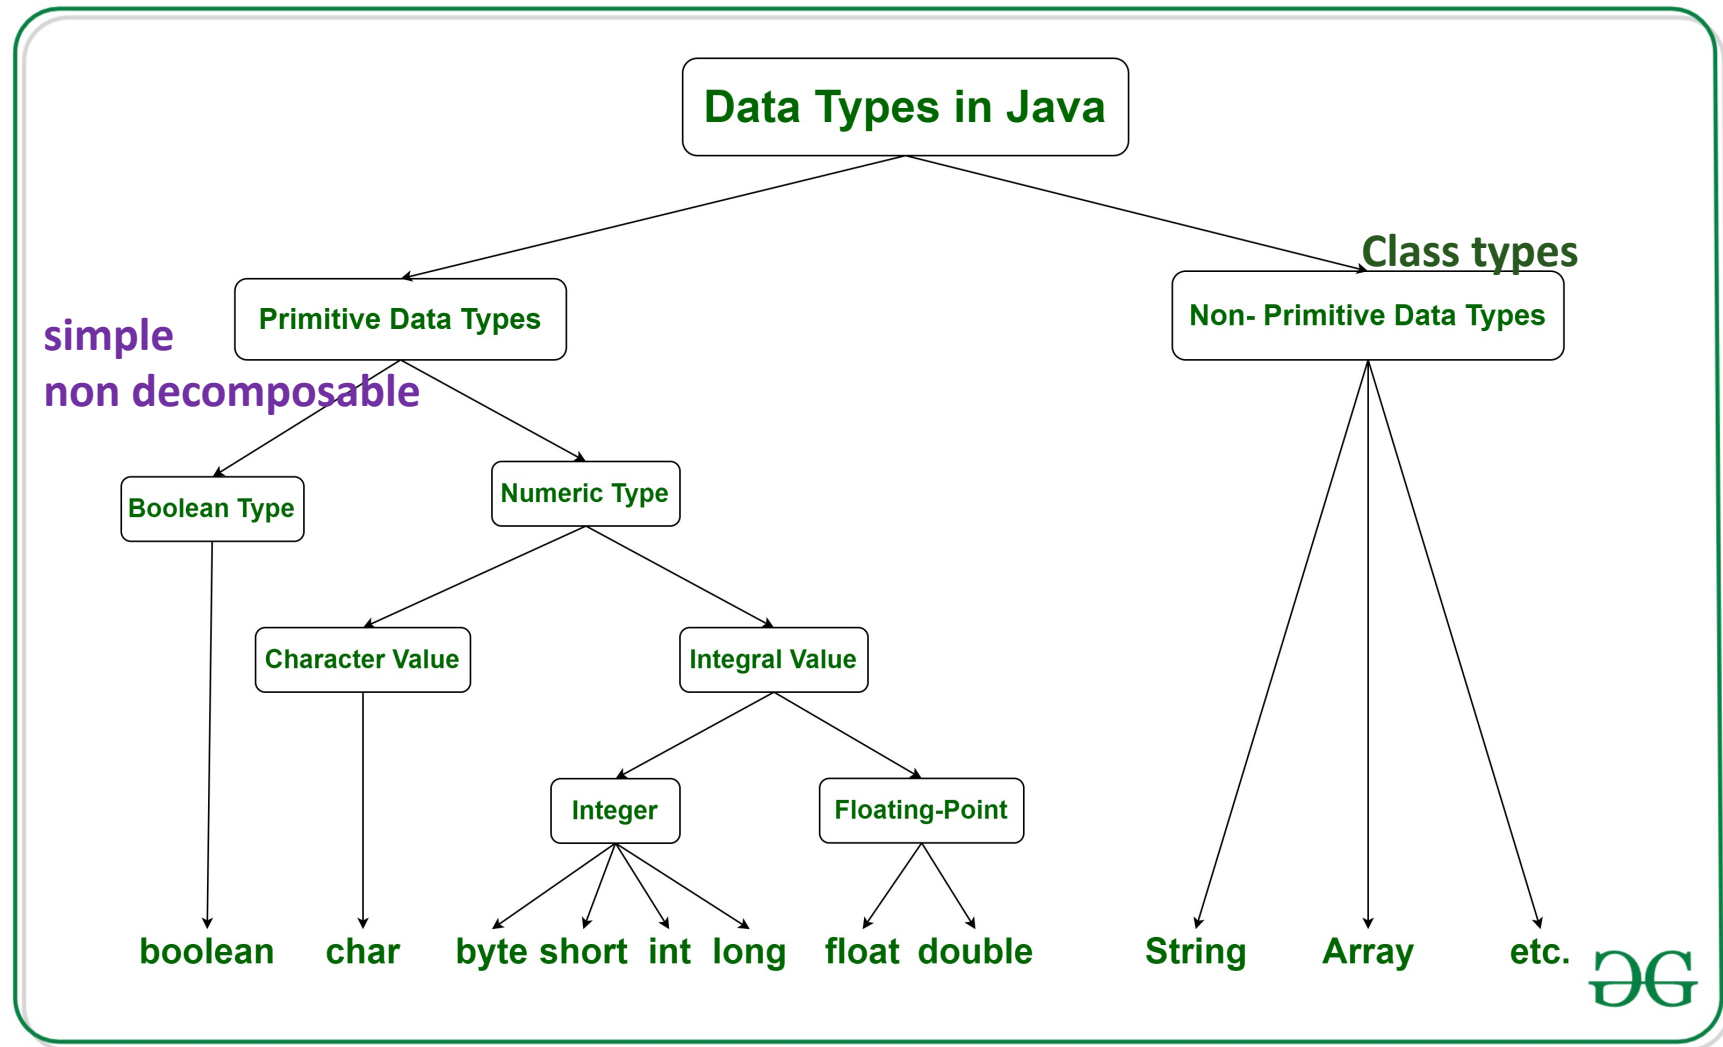 Data Types in Java
Class types
Primitive Data Types
Non- Primitive Data Types
simple
non decomposable
Boolean Type
Numeric Type
Character Value
Integral Value
Integer
Floating-Point
boolean char byte short int long float double String Array etc.